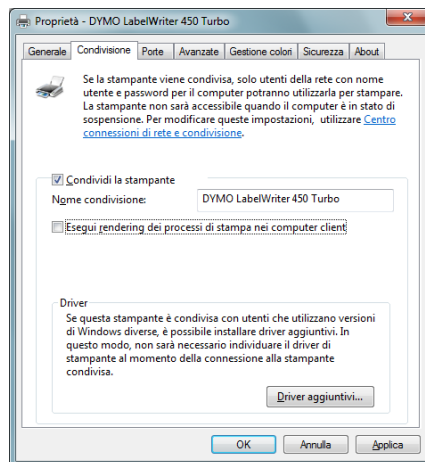 Proprietà - DYMO LabelWriter 450 Turbo
Generale Condivisione Porte Avanzate Gestione colori Sicurezza About
Se la stampante viene condivisa, solo utenti della rete con nome
utente e password per il computer potranno utilizzarla per stampare.
La stampante non sarà accessibile quando il computer è in stato di
sospensione. Per modificare queste impostazioni, utilizzare Centro
connessioni di rete e condivisione.
Condividi la stampante
Nome condivisione: DYMO LabelWriter 450 Turbo
Esegui rendering dei processi di stampa nei computer client
Driver
Se questa stampante è condivisa con utenti che utilizzano versioni
di Windows diverse, è possibile installare driver aggiuntivi. In
questo modo, non sarà necessario individuare il driver di
stampante al momento della connessione alla stampante
condivisa.
Driver aggiuntivi...
OK Annulla Applica